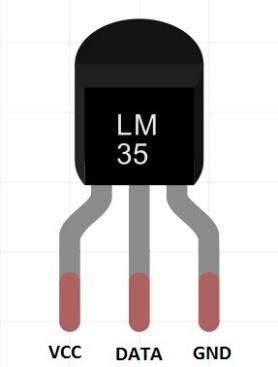 LM
35
VCC DATA GND